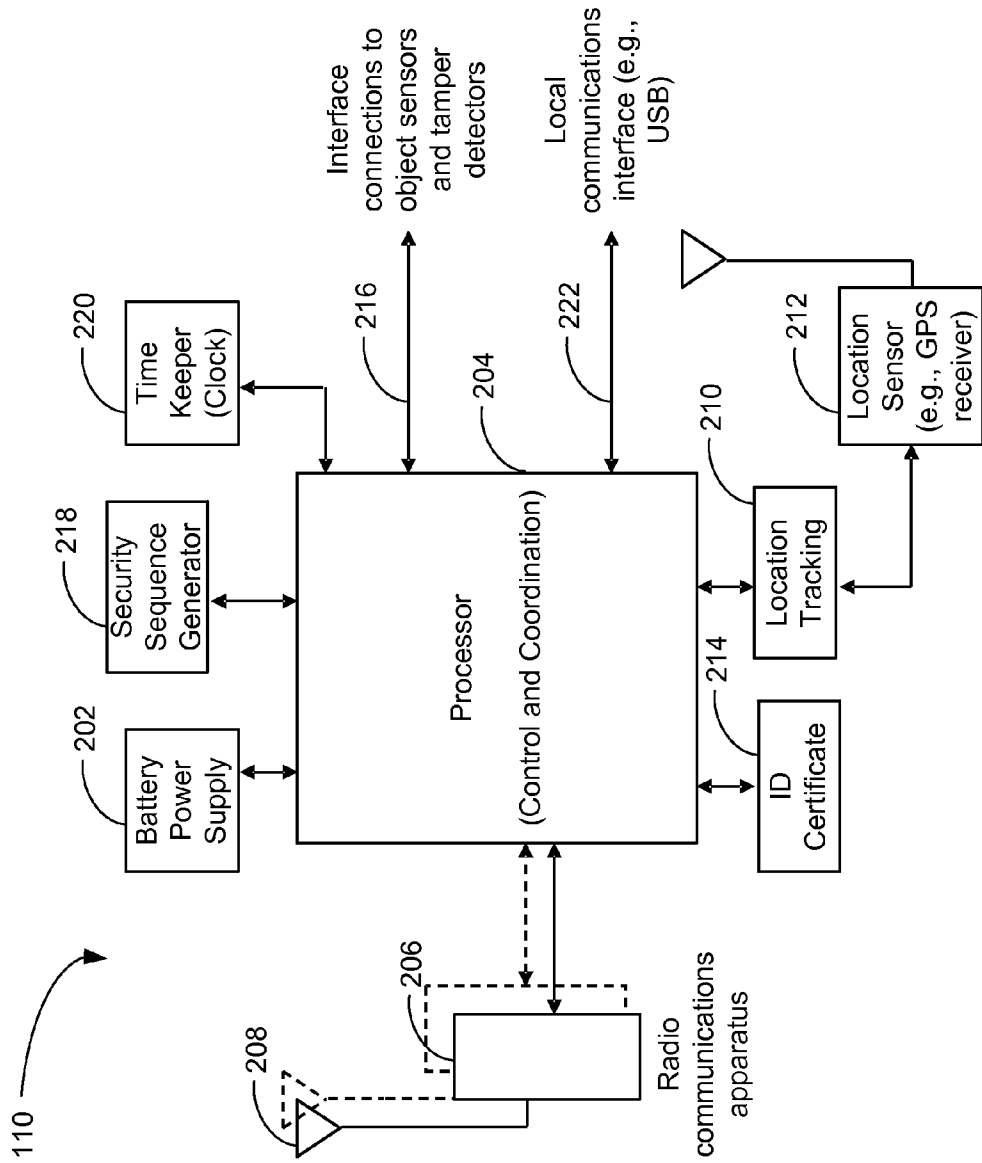 110
208
206
Radio
communications
apparatus
202
Battery
Power
Supply
218
Security
Sequence
Generator
220
Time
Keeper
(Clock)
Processor
(Control and Coordination)
204
216
Interface
connections to
object sensors
and tamper
detectors
222
Local
communications
interface (e.g.,
USB)
214
ID
Certificate
210
Location
Tracking
212
Location
Sensor
(e.g., GPS
receiver)